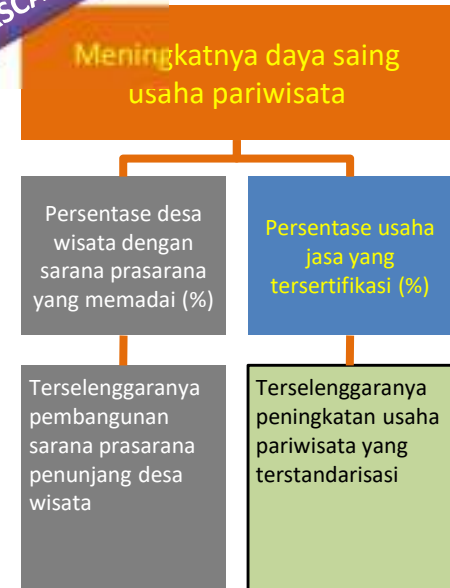 Meningkatnya daya saing
usaha pariwisata
Persentase desa
wisata dengan
sarana prasarana
yang memadai (%)
Persentase usaha
jasa yang
tersertifikasi (%)
Terselenggaranya
pembangunan
sarana prasarana
penunjang desa
wisata
Terselenggaranya
peningkatan usaha
pariwisata yang
terstandarisasi